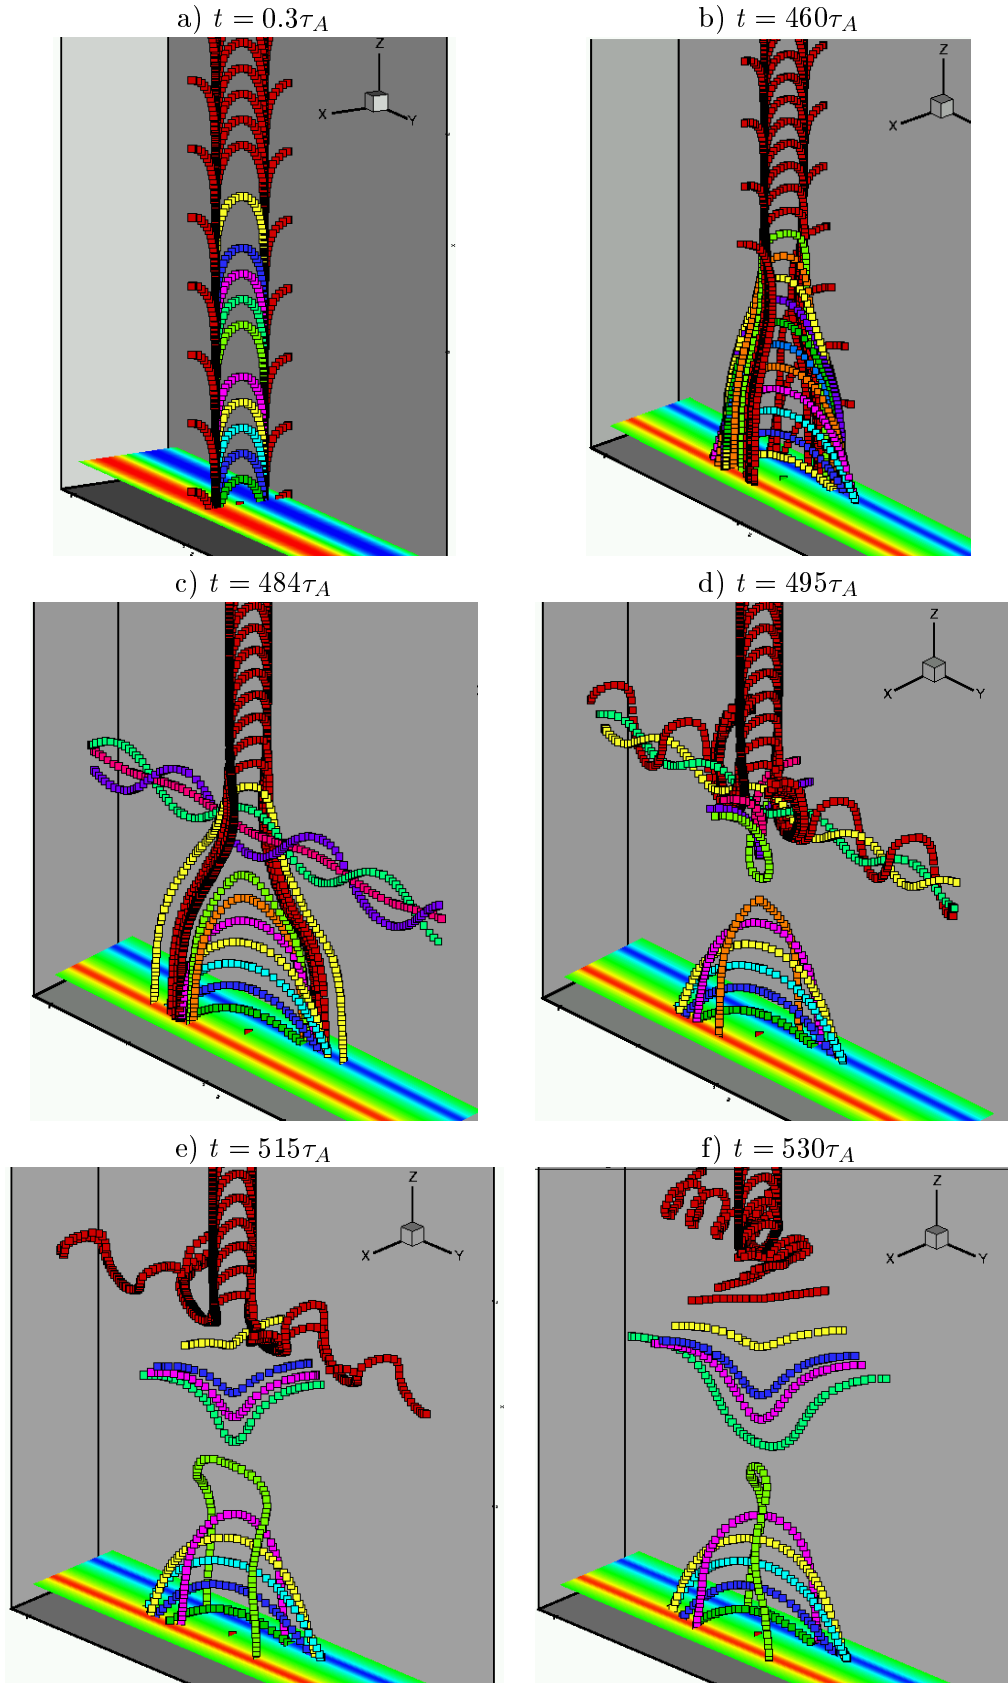 a) t = 0.3τ_A
b) t = 460τ_A
Z
X
Y
Z
X
c) t = 484τ_A
d) t = 495τ_A
Z
X
Y
e) t = 515τ_A
f) t = 530τ_A
Z
X
Y
Z
X
Y